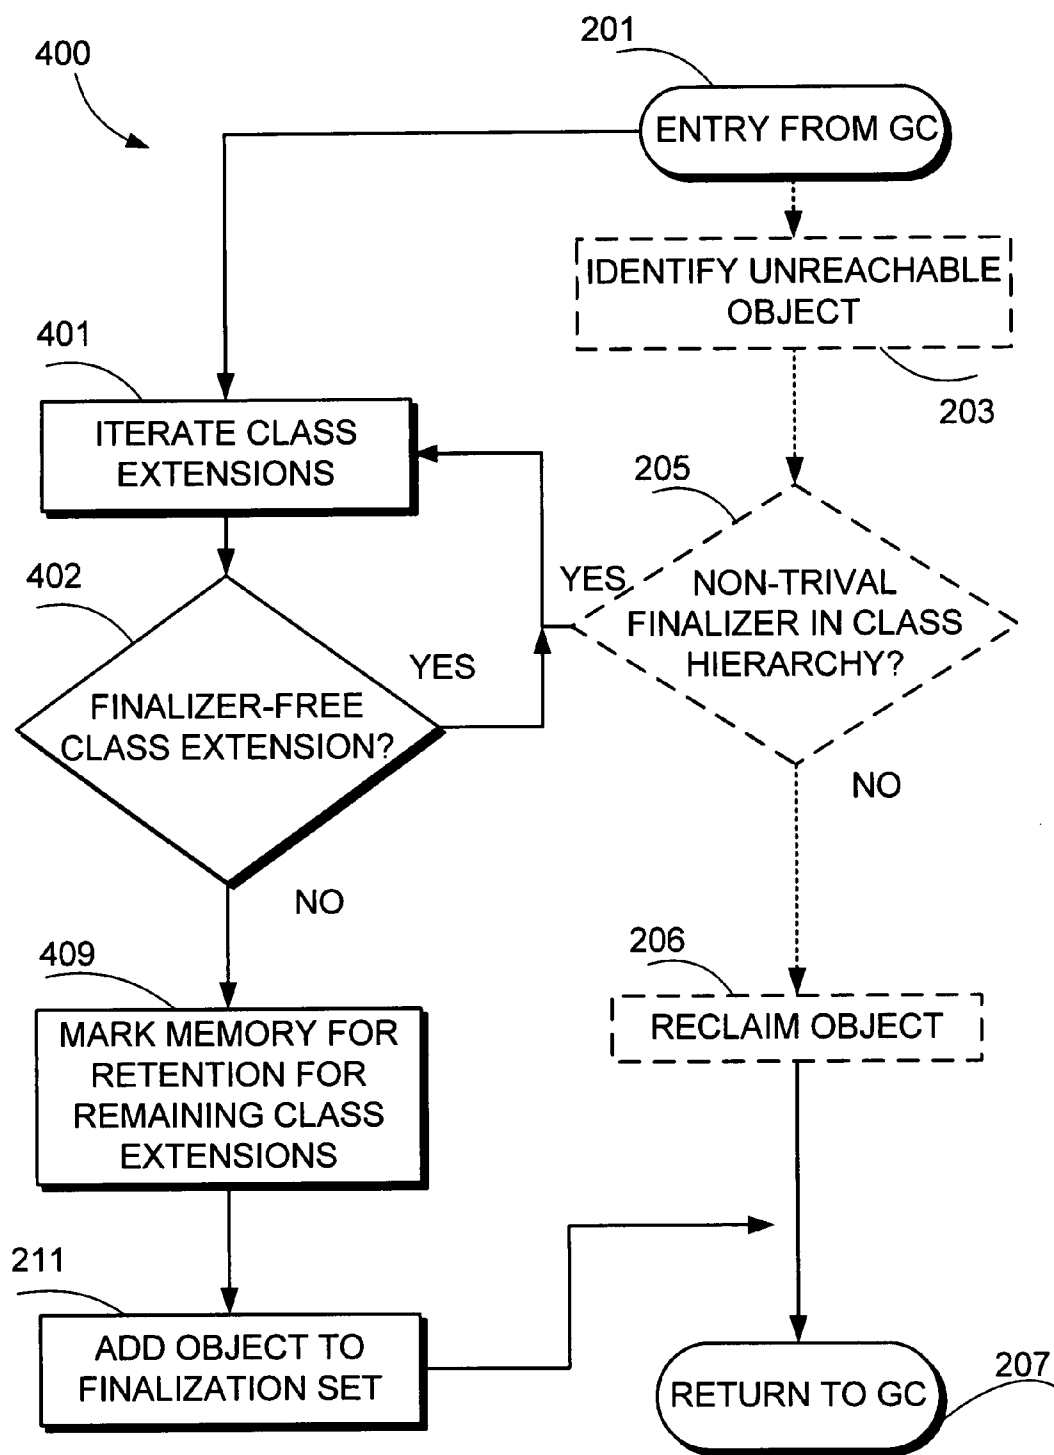 400
201
ENTRY FROM GC
IDENTIFY UNREACHABLE
OBJECT
203
401
ITERATE CLASS
EXTENSIONS
205
YES
NON-TRIVAL
FINALIZER IN CLASS
HIERARCHY?
NO
402
YES
FINALIZER-FREE
CLASS EXTENSION?
NO
409
MARK MEMORY FOR
RETENTION FOR
REMAINING CLASS
EXTENSIONS
206
RECLAIM OBJECT
211
ADD OBJECT TO
FINALIZATION SET
RETURN TO GC
207